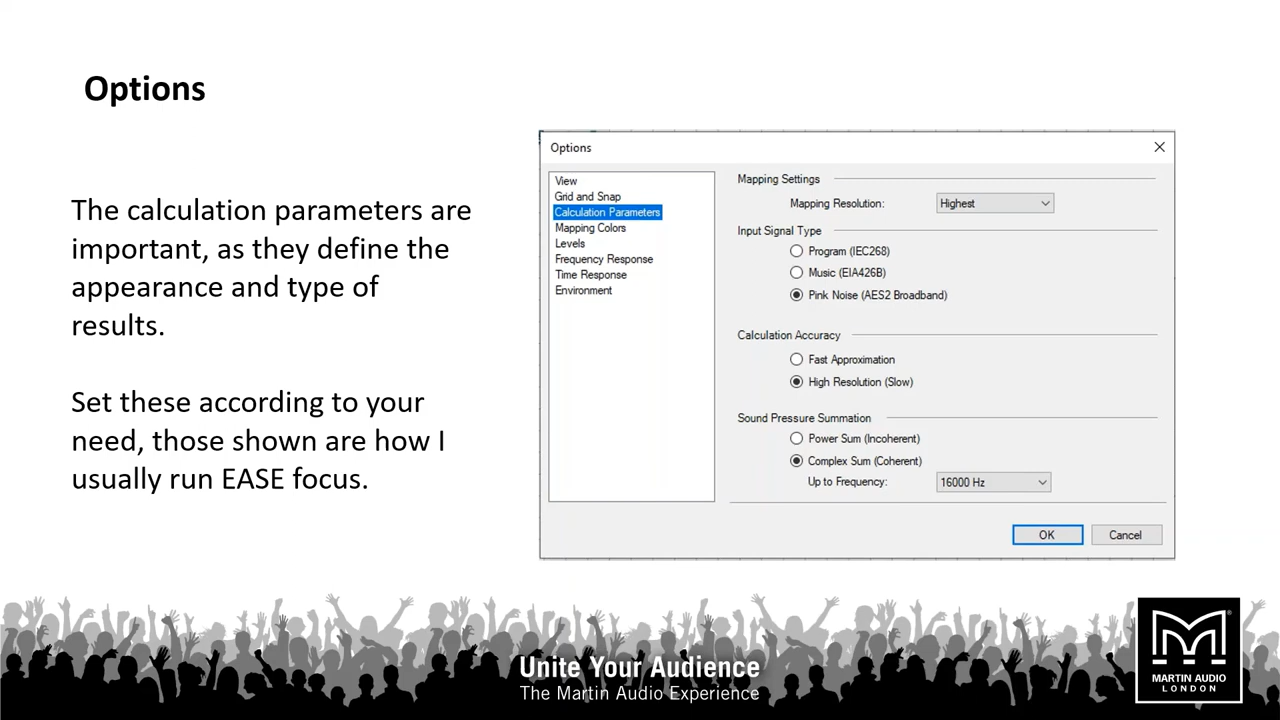 Options
The calculation parameters are
important, as they define the
appearance and type of
results.
Set these according to your
need, those shown are how I
usually run EASE focus.
Options
View
Grid and Snap
Calculation Parameters
Mapping Colors
Levels
Frequency Response
Time Response
Environment
Mapping Settings
Mapping Resolution: Highest
Input Signal Type
Program (IEC268)
Music (EIA426B)
Pink Noise (AES2 Broadband)
Calculation Accuracy
Fast Approximation
High Resolution (Slow)
Sound Pressure Summation
Power Sum (Incoherent)
Complex Sum (Coherent)
Up to Frequency: 16000 Hz
OK Cancel
Unite Your Audience
The Martin Audio Experience
MARTIN AUDIO
LONDON